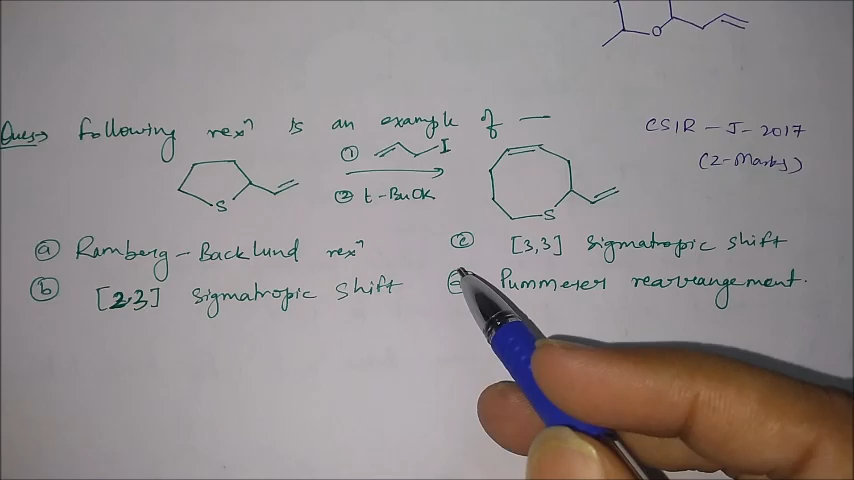 Ques→ Following rexⁿ is an example of —
CSIR - J - 2017
(2-Marks)
① I
② t-BuOK
S
S
O
ⓐ Ramberg-Backlund rexⁿ
ⓒ [3,3] sigmatropic shift
ⓑ [2,3] sigmatropic shift
Pummerer rearrangement.